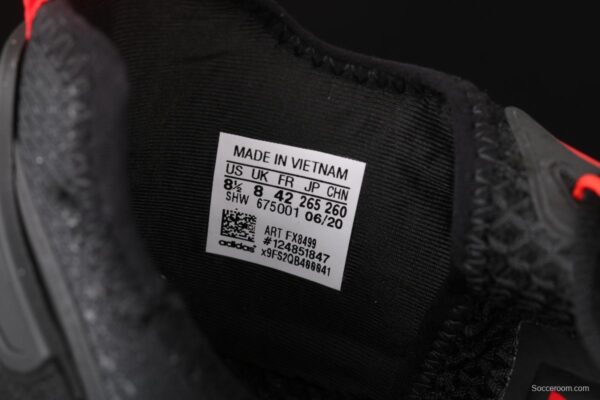 MADE IN VIETNAM
US UK FR JP CHN
8½ 8 42 265 260
SHW 675001 06/20
ART FX8499
#124851847
adidas x9FS2QB400041
Socceroom.com